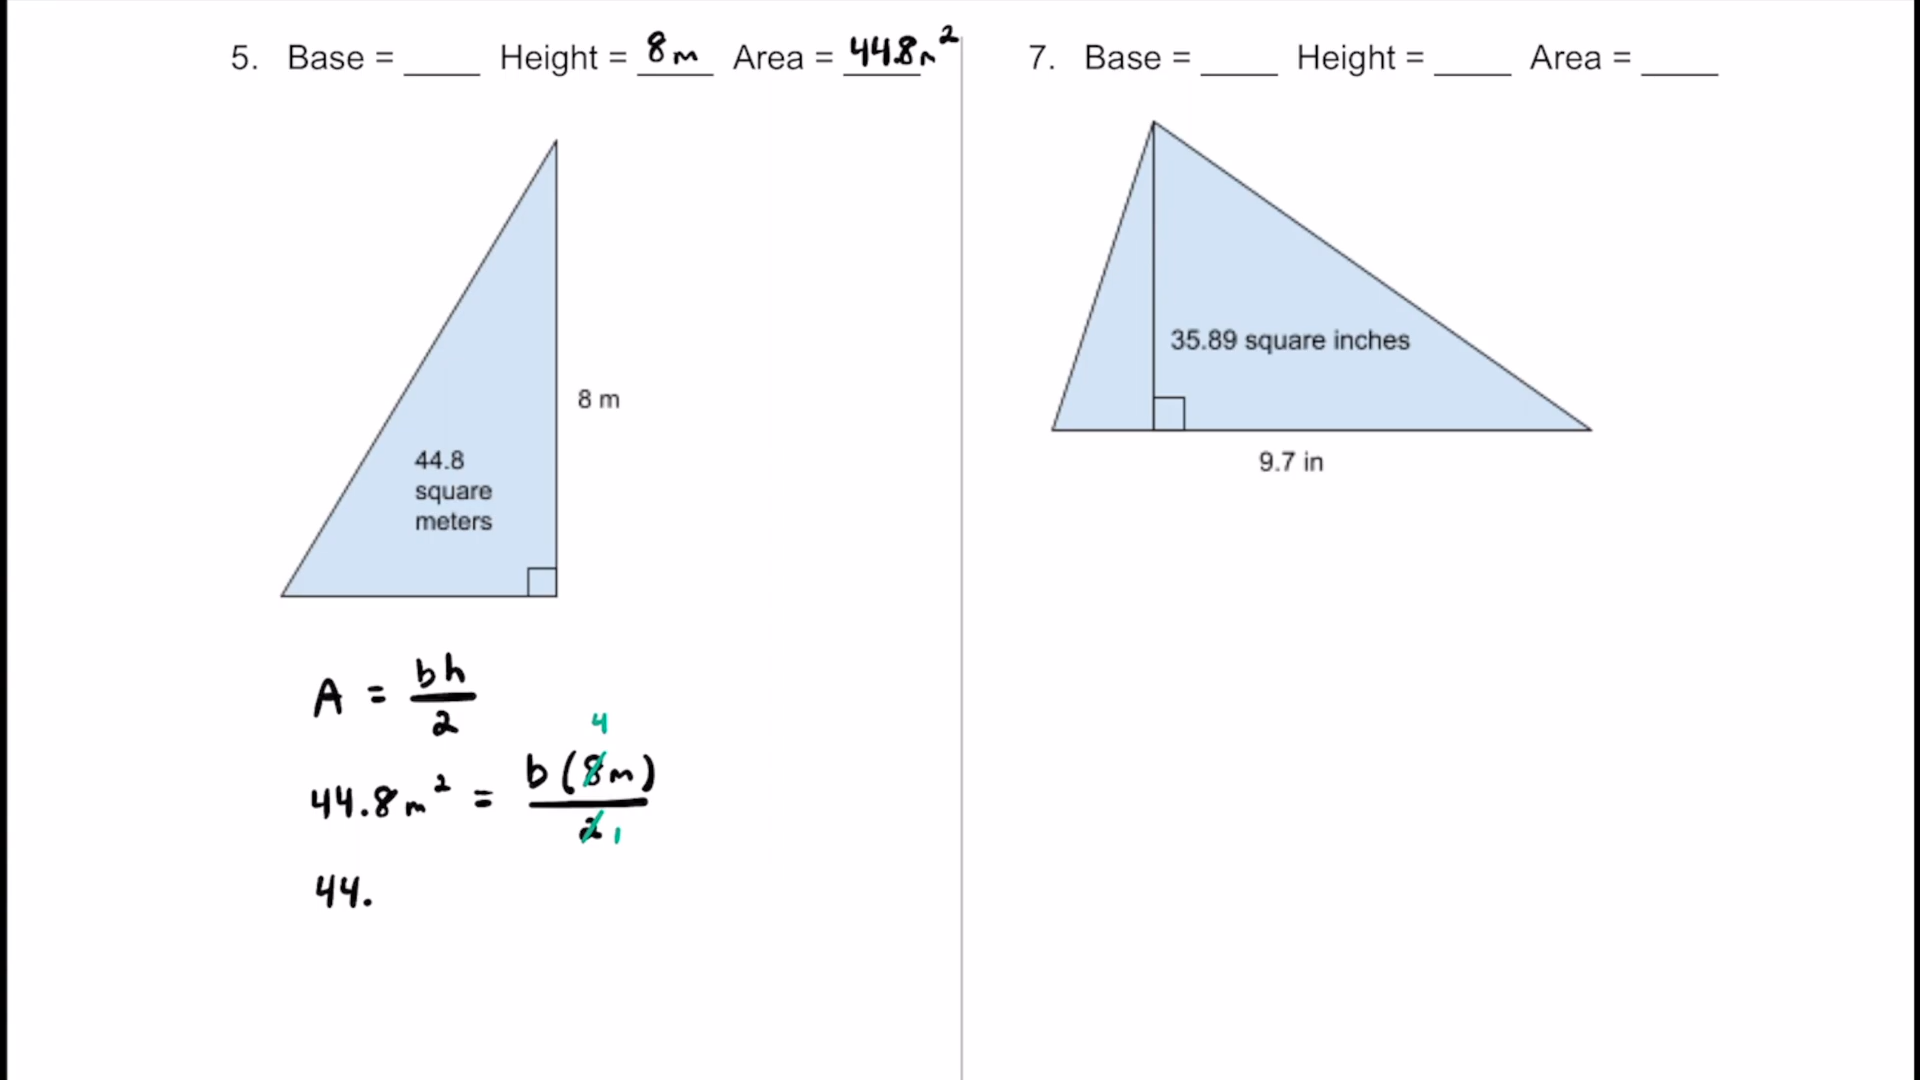 5. Base = ____ Height = 8m Area = 44.8m²
8 m
44.8
square
meters
A = bh/2
4
44.8m² = b(8m)/2 1
44.
7. Base = ____ Height = ____ Area = ____
35.89 square inches
9.7 in